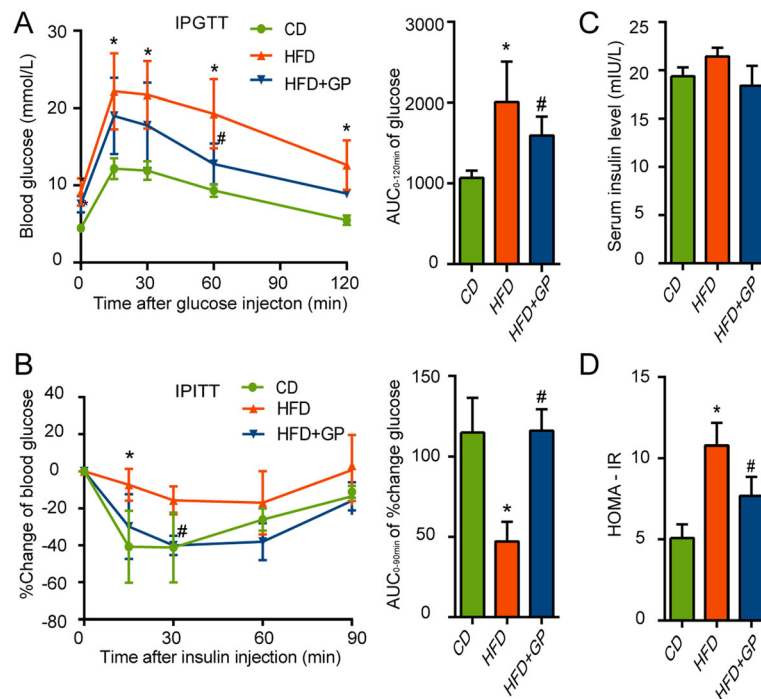 A
IPGTT
CD
HFD
HFD+GP
Blood glucose (mmol/L)
30
20
10
0
* * * * *
#
0 30 60 90 120
Time after glucose injecton (min)
AUC0-120min of glucose
3000
2000
1000
0
*
#
CD
HFD
HFD+GP
C
Serum insulin level (mIU/L)
25
20
15
10
5
0
CD
HFD
HFD+GP
B
IPITT
CD
HFD
HFD+GP
%Change of blood glucose
40
20
0
-20
-40
-60
-80
*
#
0 30 60 90
Time after insulin injection (min)
AUC0-90min of %change glucose
150
100
50
0
*
#
CD
HFD
HFD+GP
D
HOMA - IR
15
10
5
0
*
#
CD
HFD
HFD+GP